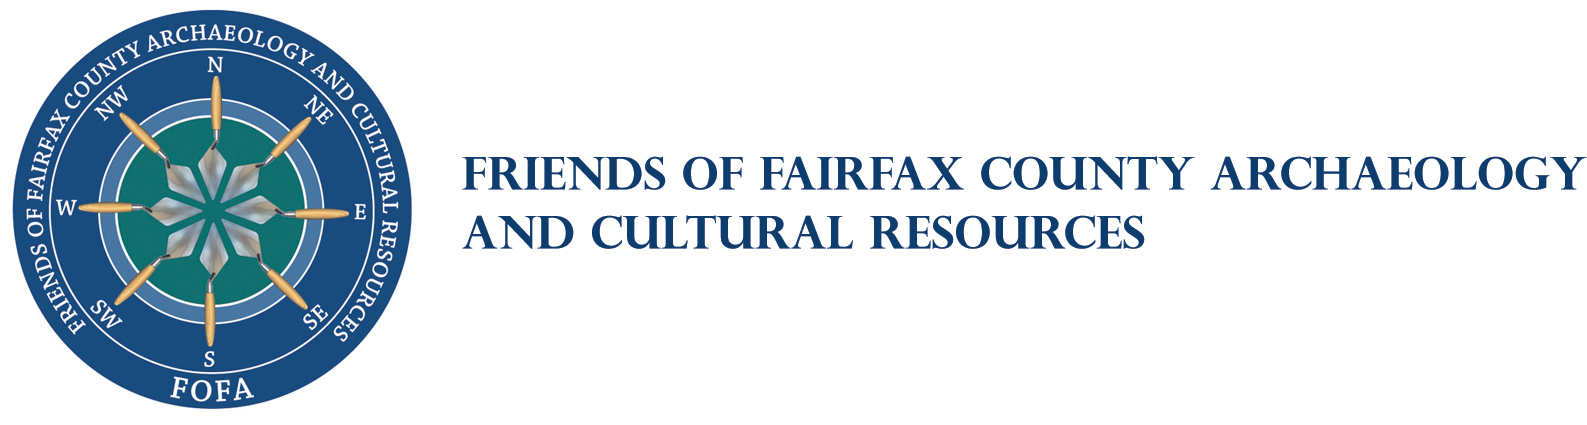 FRIENDS OF FAIRFAX COUNTY ARCHAEOLOGY AND CULTURAL RESOURCES
N
NW
NE
W
E
SW
SE
S
FOFA
FRIENDS OF FAIRFAX COUNTY ARCHAEOLOGY
AND CULTURAL RESOURCES